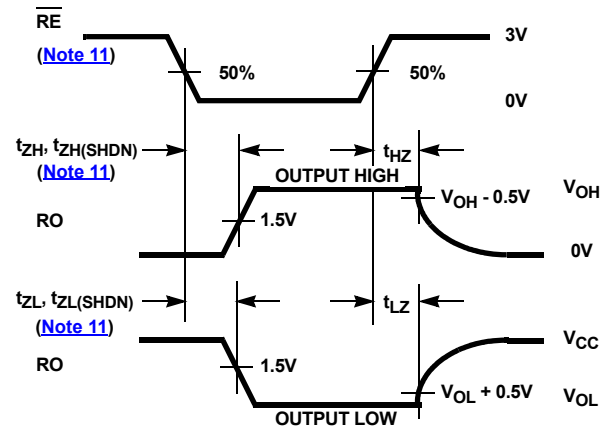 RE
(Note 11)
3V
50%
50%
0V
tZH, tZH(SHDN)
(Note 11)
tHZ
OUTPUT HIGH
VOH - 0.5V
VOH
RO
1.5V
0V
tZL, tZL(SHDN)
(Note 11)
tLZ
VCC
RO
1.5V
VOL + 0.5V
VOL
OUTPUT LOW